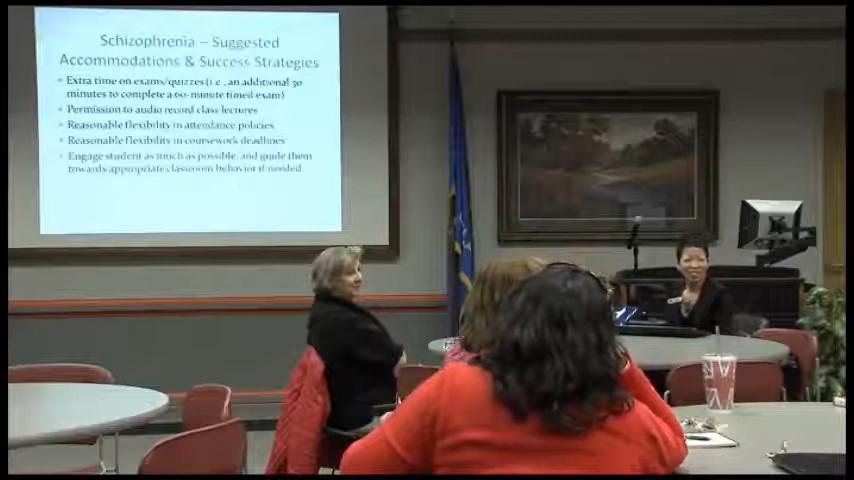 Schizophrenia – Suggested
Accommodations & Success Strategies
Extra time on exams/quizzes (i.e., an additional 30
minutes to complete a 60-minute timed exam)
Permission to audio record class lectures
Reasonable flexibility in attendance policies
Reasonable flexibility in coursework deadlines
Engage student as much as possible, and guide them
towards appropriate classroom behavior if needed